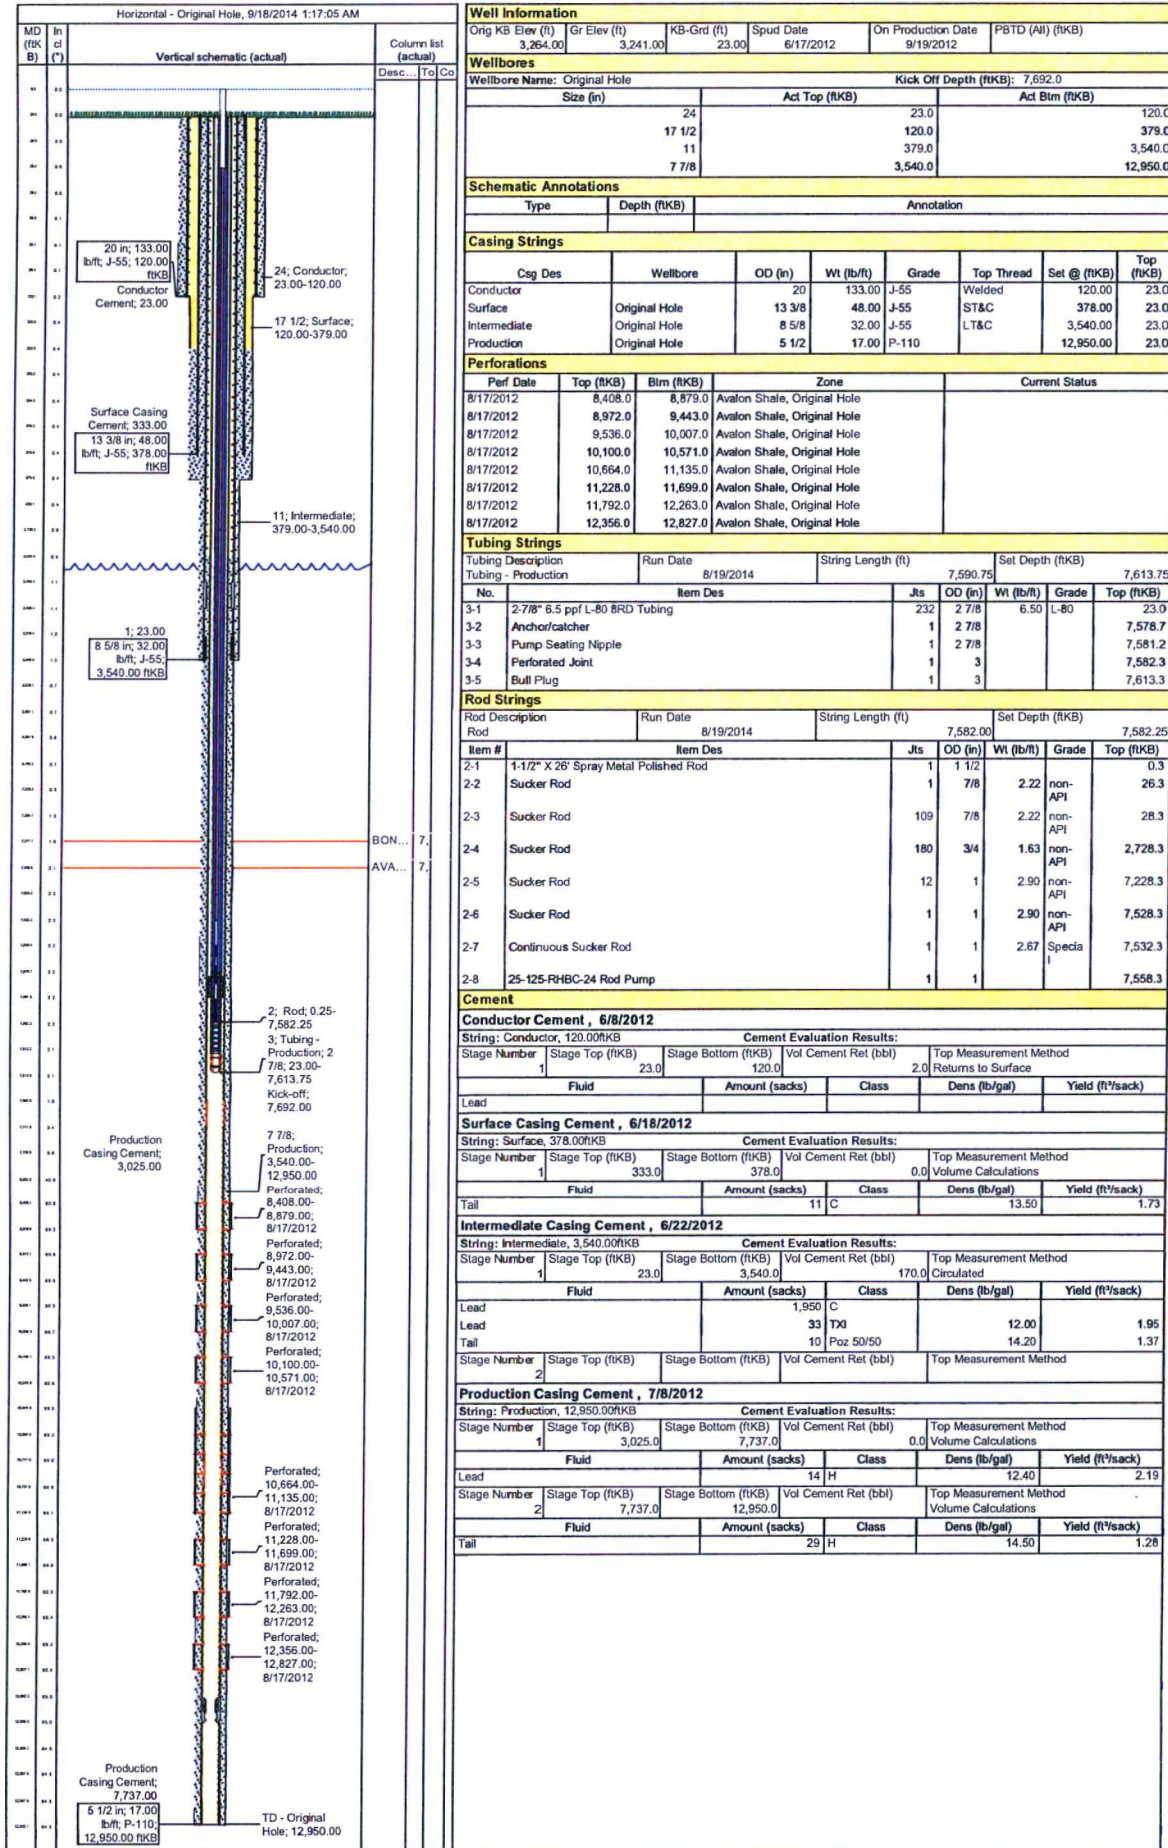 Horizontal - Original Hole, 9/18/2014 1:17:05 AM
MD (ftK B)
In cl (°)
Vertical schematic (actual)
Column list (actual)
Desc... To Co
20 in; 133.00
lb/ft; J-55; 120.00
ftKB
Conductor
Cement; 23.00
24; Conductor;
23.00-120.00
17 1/2; Surface;
120.00-379.00
Surface Casing
Cement; 333.00
13 3/8 in; 48.00
lb/ft; J-55; 378.00
ftKB
11; Intermediate;
379.00-3,540.00
1; 23.00
8 5/8 in; 32.00
lb/ft; J-55;
3,540.00 ftKB
BON... 7,
AVA... 7,
2; Rod; 0.25-
7,582.25
3; Tubing -
Production; 2
7/8; 23.00-
7,613.75
Kick-off;
7,692.00
Production
Casing Cement;
3,025.00
7 7/8;
Production;
3,540.00-
12,950.00
Perforated;
8,408.00-
8,879.00;
8/17/2012
Perforated;
8,972.00-
9,443.00;
8/17/2012
Perforated;
9,536.00-
10,007.00;
8/17/2012
Perforated;
10,100.00-
10,571.00;
8/17/2012
Perforated;
10,664.00-
11,135.00;
8/17/2012
Perforated;
11,228.00-
11,699.00;
8/17/2012
Perforated;
11,792.00-
12,263.00;
8/17/2012
Perforated;
12,356.00-
12,827.00;
8/17/2012
Production
Casing Cement;
7,737.00
5 1/2 in; 17.00
lb/ft; P-110;
12,950.00 ftKB
TD - Original
Hole; 12,950.00
Well Information
Orig KB Elev (ft) Gr Elev (ft) KB-Grd (ft) Spud Date On Production Date PBTD (All) (ftKB)
3,264.00 3,241.00 23.00 6/17/2012 9/19/2012
Wellbores
Wellbore Name: Original Hole Kick Off Depth (ftKB): 7,692.0
Size (in) Act Top (ftKB) Act Btm (ftKB)
24 23.0 120.0
17 1/2 120.0 379.0
11 379.0 3,540.0
7 7/8 3,540.0 12,950.0
Schematic Annotations
Type Depth (ftKB) Annotation
Casing Strings
Csg Des Wellbore OD (in) Wt (lb/ft) Grade Top Thread Set @ (ftKB) Top (ftKB)
Conductor 20 133.00 J-55 Welded 120.00 23.0
Surface Original Hole 13 3/8 48.00 J-55 ST&C 378.00 23.0
Intermediate Original Hole 8 5/8 32.00 J-55 LT&C 3,540.00 23.0
Production Original Hole 5 1/2 17.00 P-110 12,950.00 23.0
Perforations
Perf Date Top (ftKB) Btm (ftKB) Zone Current Status
8/17/2012 8,408.0 8,879.0 Avalon Shale, Original Hole
8/17/2012 8,972.0 9,443.0 Avalon Shale, Original Hole
8/17/2012 9,536.0 10,007.0 Avalon Shale, Original Hole
8/17/2012 10,100.0 10,571.0 Avalon Shale, Original Hole
8/17/2012 10,664.0 11,135.0 Avalon Shale, Original Hole
8/17/2012 11,228.0 11,699.0 Avalon Shale, Original Hole
8/17/2012 11,792.0 12,263.0 Avalon Shale, Original Hole
8/17/2012 12,356.0 12,827.0 Avalon Shale, Original Hole
Tubing Strings
Tubing Description Run Date String Length (ft) Set Depth (ftKB)
Tubing - Production 8/19/2014 7,590.75 7,613.75
No. Item Des Jts OD (in) Wt (lb/ft) Grade Top (ftKB)
3-1 2-7/8" 6.5 ppf L-80 8RD Tubing 232 2 7/8 6.50 L-80 23.0
3-2 Anchor/catcher 1 2 7/8 7,578.7
3-3 Pump Seating Nipple 1 2 7/8 7,581.2
3-4 Perforated Joint 1 3 7,582.3
3-5 Bull Plug 1 3 7,613.3
Rod Strings
Rod Description Run Date String Length (ft) Set Depth (ftKB)
Rod 8/19/2014 7,582.00 7,582.25
Item # Item Des Jts OD (in) Wt (lb/ft) Grade Top (ftKB)
2-1 1-1/2" X 26' Spray Metal Polished Rod 1 1 1/2 0.3
2-2 Sucker Rod 1 7/8 2.22 non-API 26.3
2-3 Sucker Rod 109 7/8 2.22 non-API 28.3
2-4 Sucker Rod 180 3/4 1.63 non-API 2,728.3
2-5 Sucker Rod 12 1 2.90 non-API 7,228.3
2-6 Sucker Rod 1 1 2.90 non-API 7,528.3
2-7 Continuous Sucker Rod 1 1 2.67 Special 7,532.3
2-8 25-125-RHBC-24 Rod Pump 1 1 7,558.3
Cement
Conductor Cement , 6/8/2012
String: Conductor, 120.00ftKB Cement Evaluation Results:
Stage Number Stage Top (ftKB) Stage Bottom (ftKB) Vol Cement Ret (bbl) Top Measurement Method
1 23.0 120.0 2.0 Returns to Surface
Fluid Amount (sacks) Class Dens (lb/gal) Yield (ft³/sack)
Lead
Surface Casing Cement , 6/18/2012
String: Surface, 378.00ftKB Cement Evaluation Results:
Stage Number Stage Top (ftKB) Stage Bottom (ftKB) Vol Cement Ret (bbl) Top Measurement Method
1 333.0 378.0 0.0 Volume Calculations
Fluid Amount (sacks) Class Dens (lb/gal) Yield (ft³/sack)
Tail 11 C 13.50 1.73
Intermediate Casing Cement , 6/22/2012
String: Intermediate, 3,540.00ftKB Cement Evaluation Results:
Stage Number Stage Top (ftKB) Stage Bottom (ftKB) Vol Cement Ret (bbl) Top Measurement Method
1 23.0 3,540.0 170.0 Circulated
Fluid Amount (sacks) Class Dens (lb/gal) Yield (ft³/sack)
Lead 1,950 C
Lead 33 TXI 12.00 1.95
Tail 10 Poz 50/50 14.20 1.37
Stage Number Stage Top (ftKB) Stage Bottom (ftKB) Vol Cement Ret (bbl) Top Measurement Method
2
Production Casing Cement , 7/8/2012
String: Production, 12,950.00ftKB Cement Evaluation Results:
Stage Number Stage Top (ftKB) Stage Bottom (ftKB) Vol Cement Ret (bbl) Top Measurement Method
1 3,025.0 7,737.0 0.0 Volume Calculations
Fluid Amount (sacks) Class Dens (lb/gal) Yield (ft³/sack)
Lead 14 H 12.40 2.19
Stage Number Stage Top (ftKB) Stage Bottom (ftKB) Vol Cement Ret (bbl) Top Measurement Method
2 7,737.0 12,950.0 Volume Calculations
Fluid Amount (sacks) Class Dens (lb/gal) Yield (ft³/sack)
Tail 29 H 14.50 1.28